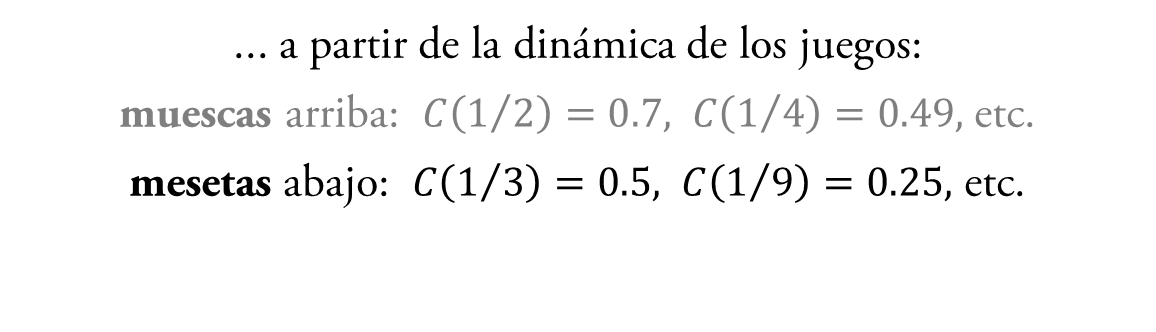 ... a partir de la dinámica de los juegos:
muescas arriba: C(1/2) = 0.7, C(1/4) = 0.49, etc.
mesetas abajo: C(1/3) = 0.5, C(1/9) = 0.25, etc.